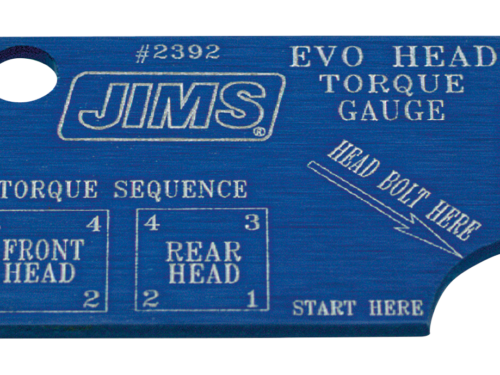 #2392
JIMS®
EVO HEAD
TORQUE
GAUGE
HEAD BOLT HERE
TORQUE SEQUENCE
3 4
FRONT
HEAD
2
4 3
REAR
HEAD
2 1
START HERE